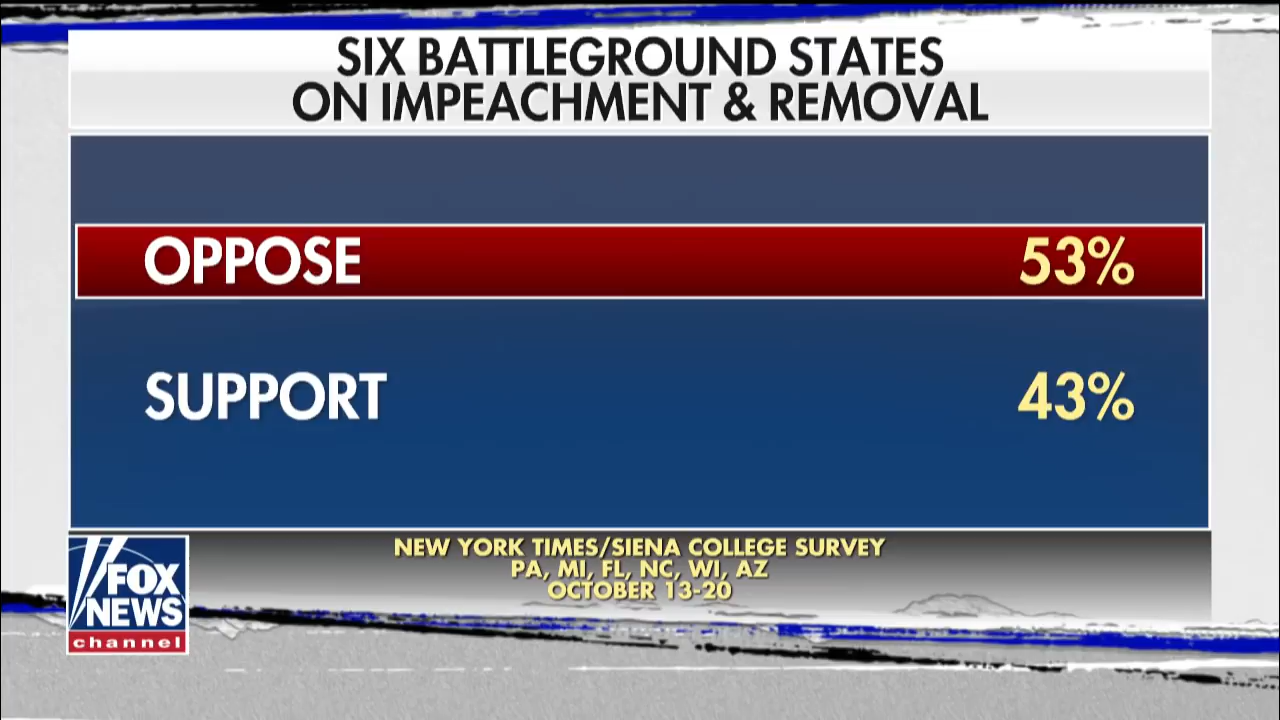 SIX BATTLEGROUND STATES
ON IMPEACHMENT & REMOVAL
OPPOSE 53%
SUPPORT 43%
NEW YORK TIMES/SIENA COLLEGE SURVEY
PA, MI, FL, NC, WI, AZ
OCTOBER 13-20
FOX
NEWS
channel